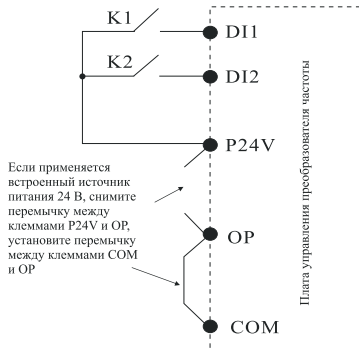 K1
DI1
K2
DI2
P24V
Если применяется
встроенный источник
питания 24 В, снимите
перемычку между
клеммами P24V и OP,
установите перемычку
между клеммами COM
и OP
OP
COM
Плата управления преобразователя частоты